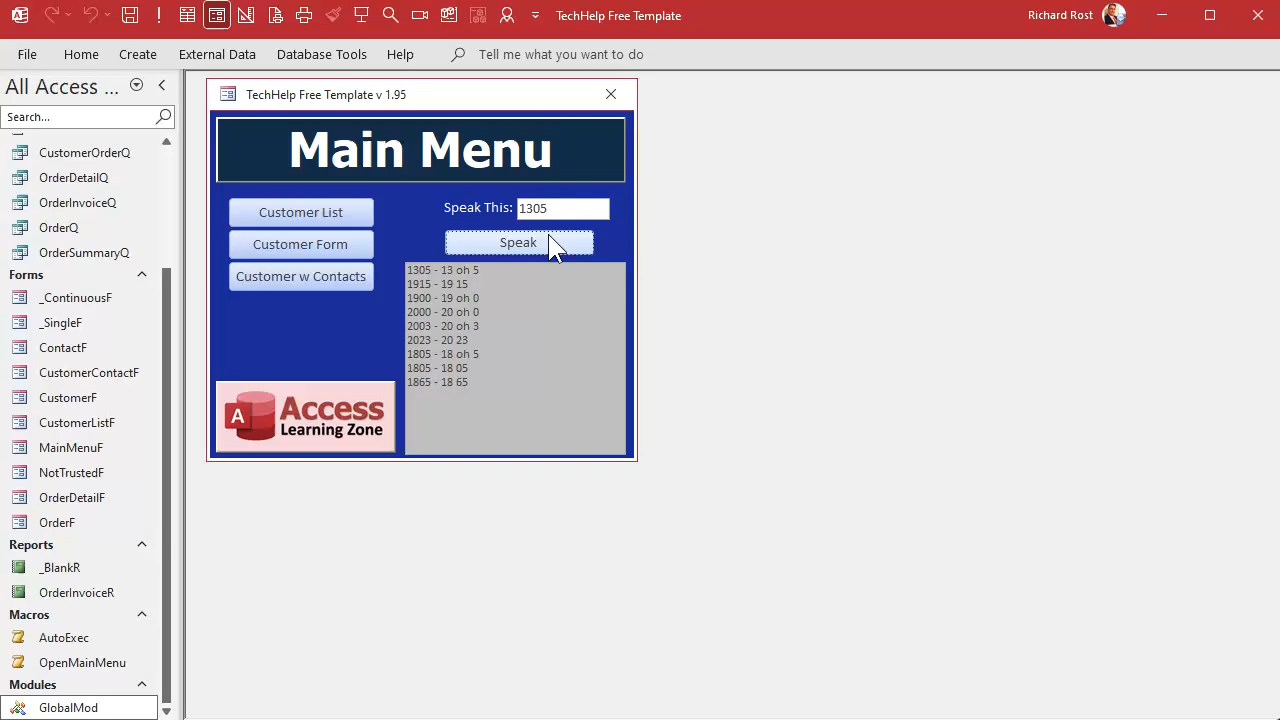 TechHelp Free Template
Richard Rost
File
Home
Create
External Data
Database Tools
Help
Tell me what you want to do
All Access ...
Search...
CustomerOrderQ
OrderDetailQ
OrderInvoiceQ
OrderQ
OrderSummaryQ
Forms
_ContinuousF
_SingleF
ContactF
CustomerContactF
CustomerF
CustomerListF
MainMenuF
NotTrustedF
OrderDetailF
OrderF
Reports
_BlankR
OrderInvoiceR
Macros
AutoExec
OpenMainMenu
Modules
GlobalMod
TechHelp Free Template v 1.95
Main Menu
Customer List
Customer Form
Customer w Contacts
Speak This: 1305
Speak
1305 - 13 oh 5
1915 - 19 15
1900 - 19 oh 0
2000 - 20 oh 0
2003 - 20 oh 3
2023 - 20 23
1805 - 18 oh 5
1805 - 18 05
1865 - 18 65
A
Access
Learning Zone